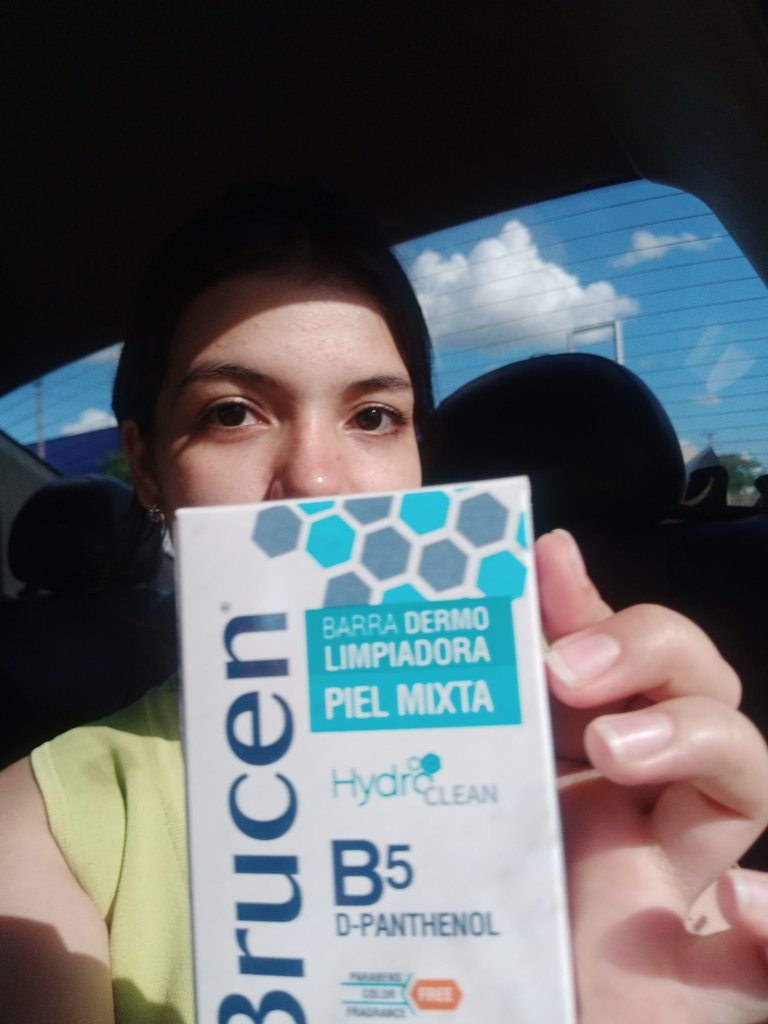 Brucen®
BARRA DERMO
LIMPIADORA
PIEL MIXTA
Hydro
CLEAN
B5
D-PANTHENOL
PARABENS
COLOR
FRAGRANCE
FREE